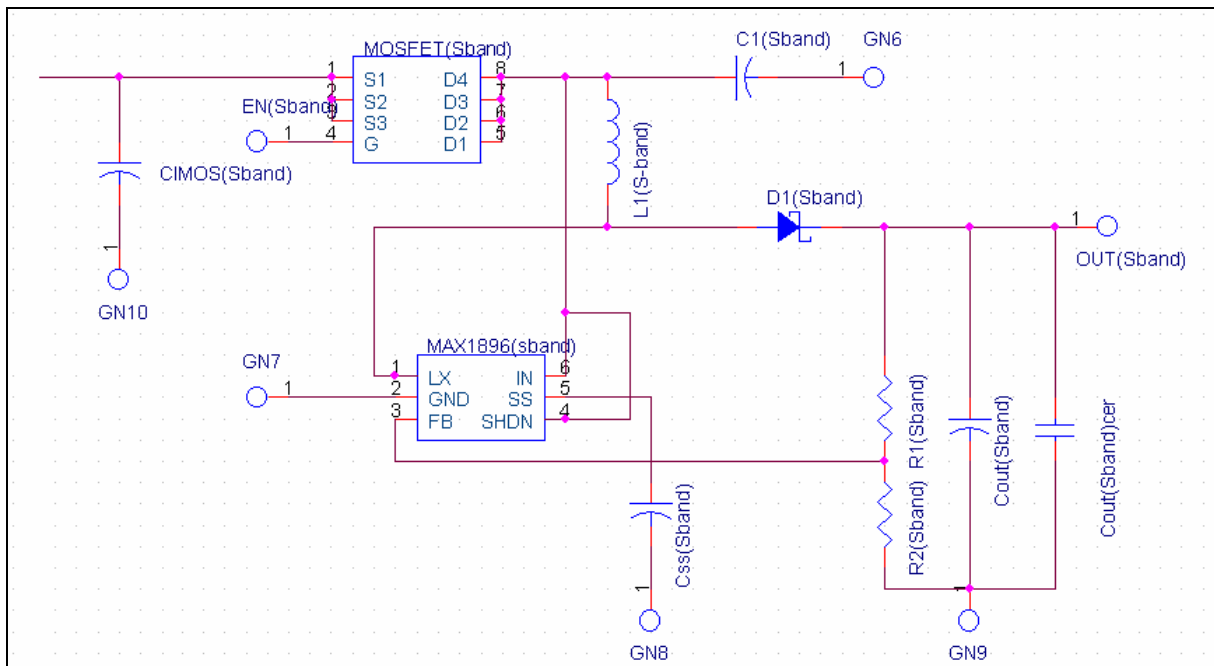 C1(Sband)
GN6
MOSFET(Sband)
1 S1 D4 8
1
2 S2 D3 7
3 S3 D2 6
EN(Sband)
1 4 G D1 5
CIMOS(Sband)
L1(S-band)
D1(Sband)
1
OUT(Sband)
1
GN10
MAX1896(sband)
GN7
1 LX IN 6
1 2 GND SS 5
3 FB SHDN 4
R1(Sband)
Cout(Sband)
Cout(Sband)cer
R2(Sband)
Css(Sband)
1
GN8
1
GN9